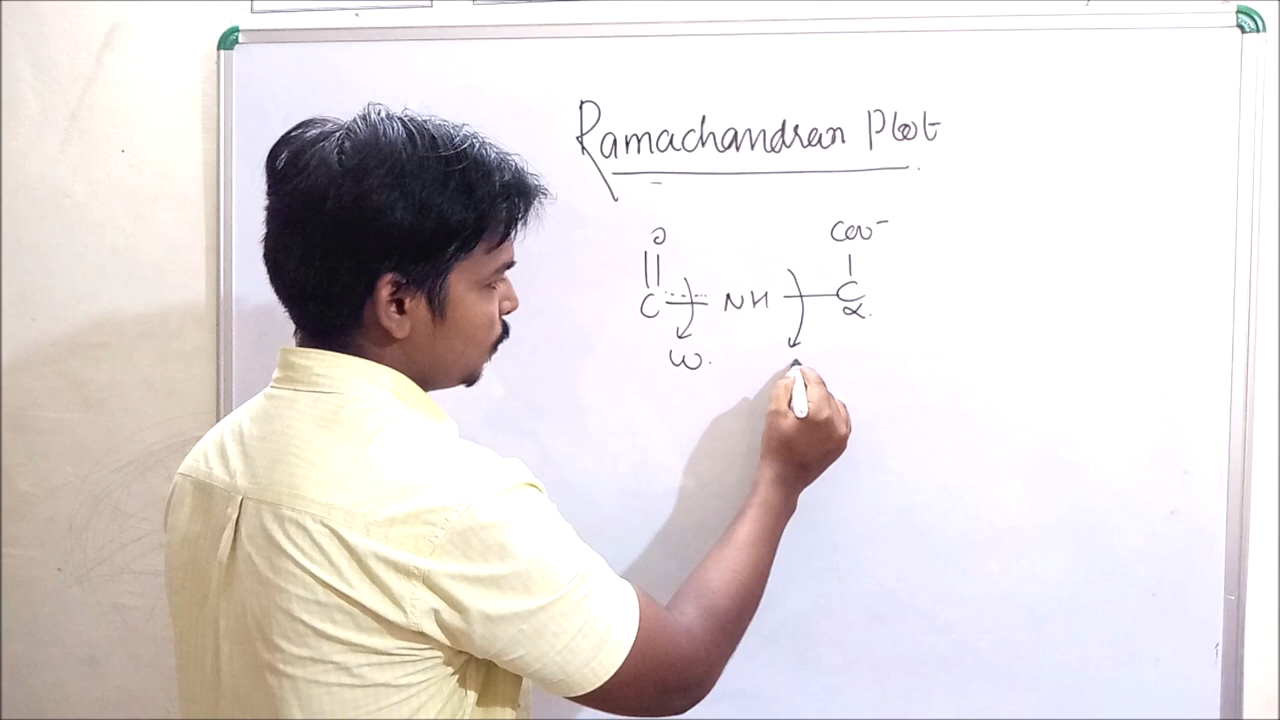 Ramachandran Plot
O COO-
C NH C
α.
ω.